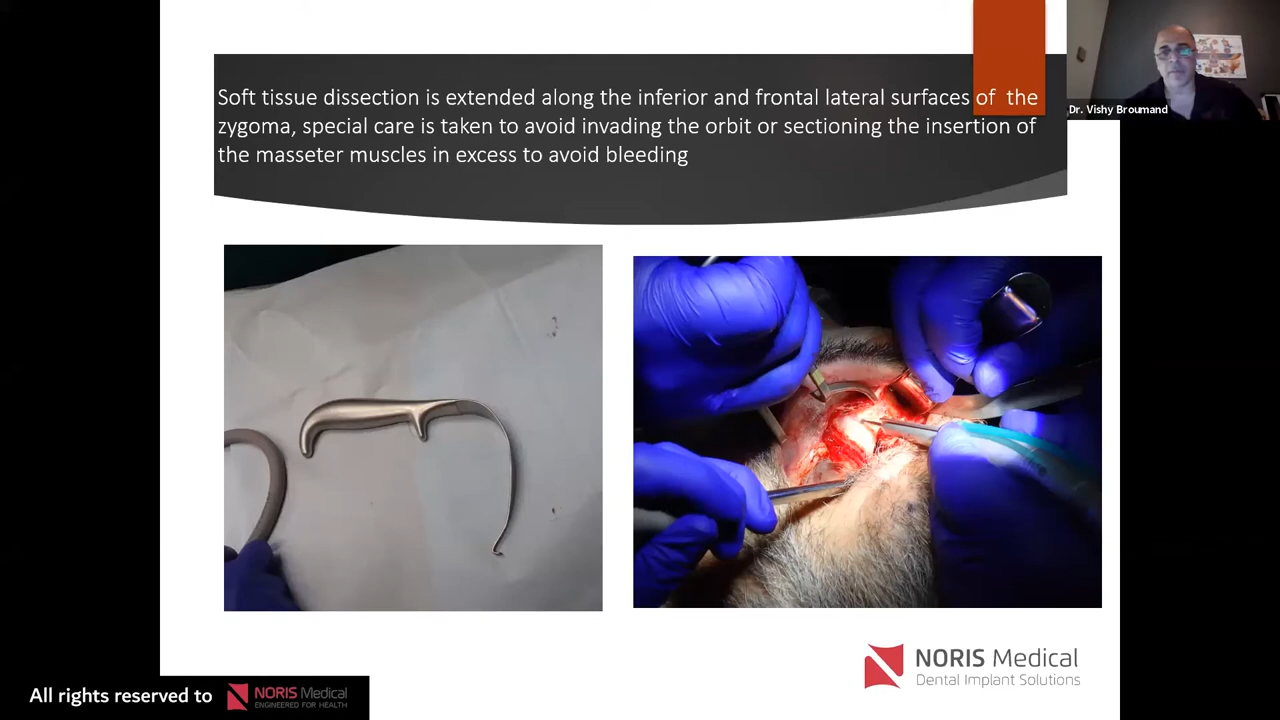 Soft tissue dissection is extended along the inferior and frontal lateral surfaces of  the
zygoma, special care is taken to avoid invading the orbit or sectioning the insertion of
the masseter muscles in excess to avoid bleeding
Dr. Vishy Broumand
NORIS Medical
Dental Implant Solutions
All rights reserved to
NORIS Medical
ENGINEERED FOR HEALTH